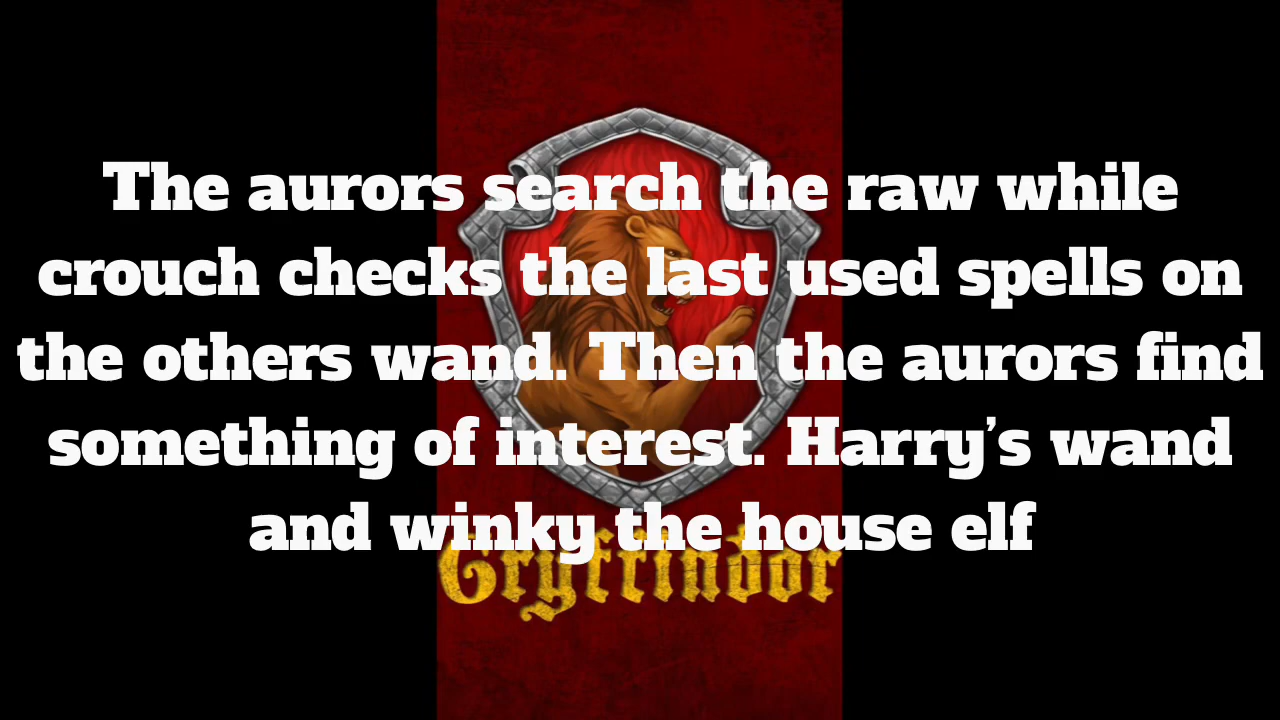 The aurors search the raw while
crouch checks the last used spells on
the others wand. Then the aurors find
something of interest. Harry's wand
and winky the house elf
Gryffindor